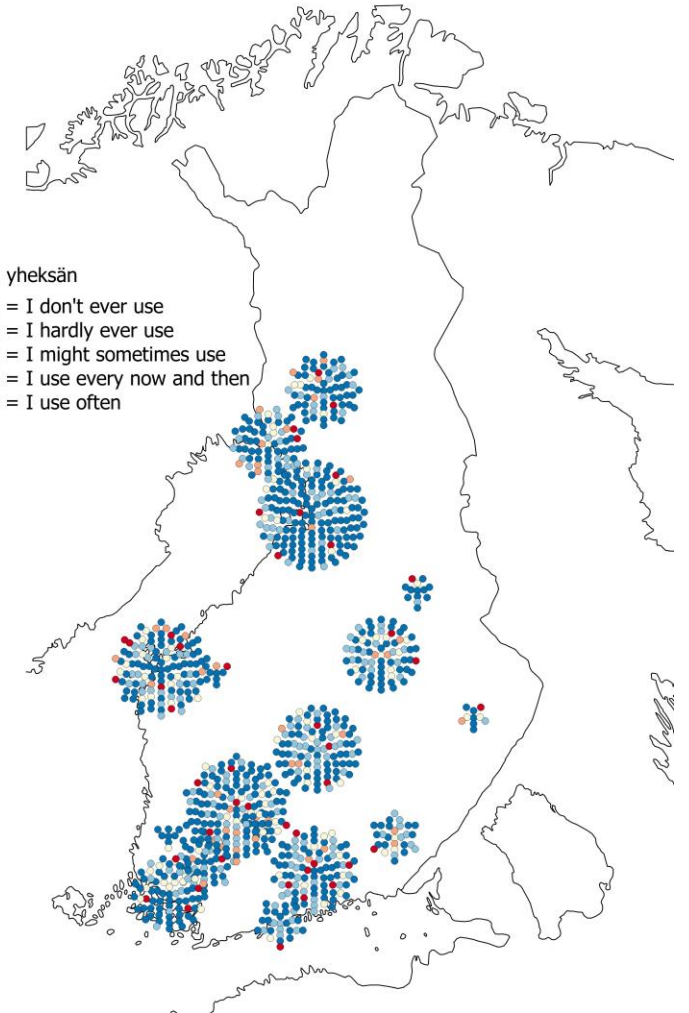 yheksän
= I don't ever use
= I hardly ever use
= I might sometimes use
= I use every now and then
= I use often